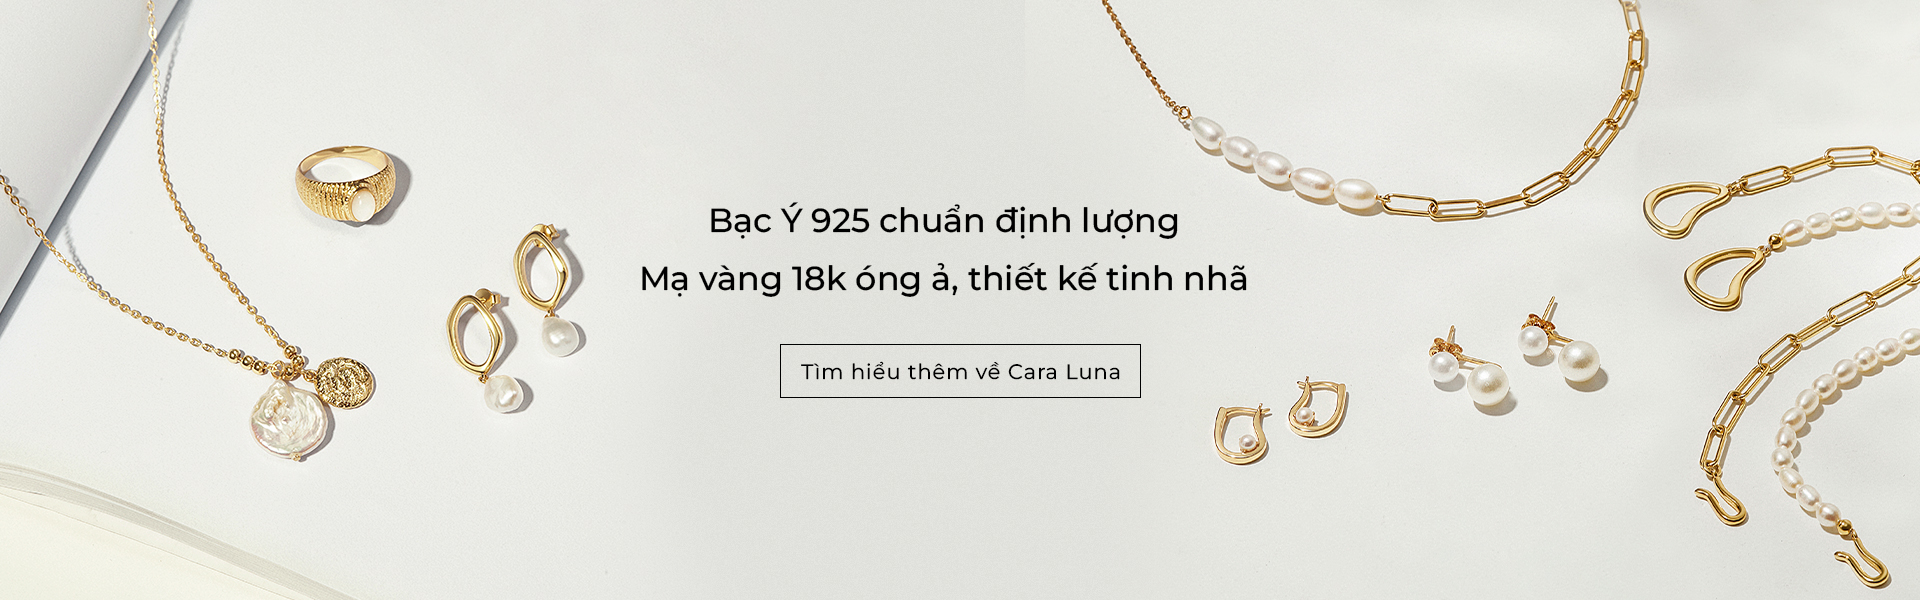 Bạc Ý 925 chuẩn định lượng
Mạ vàng 18k óng ả, thiết kế tinh nhã
Tìm hiểu thêm về Cara Luna